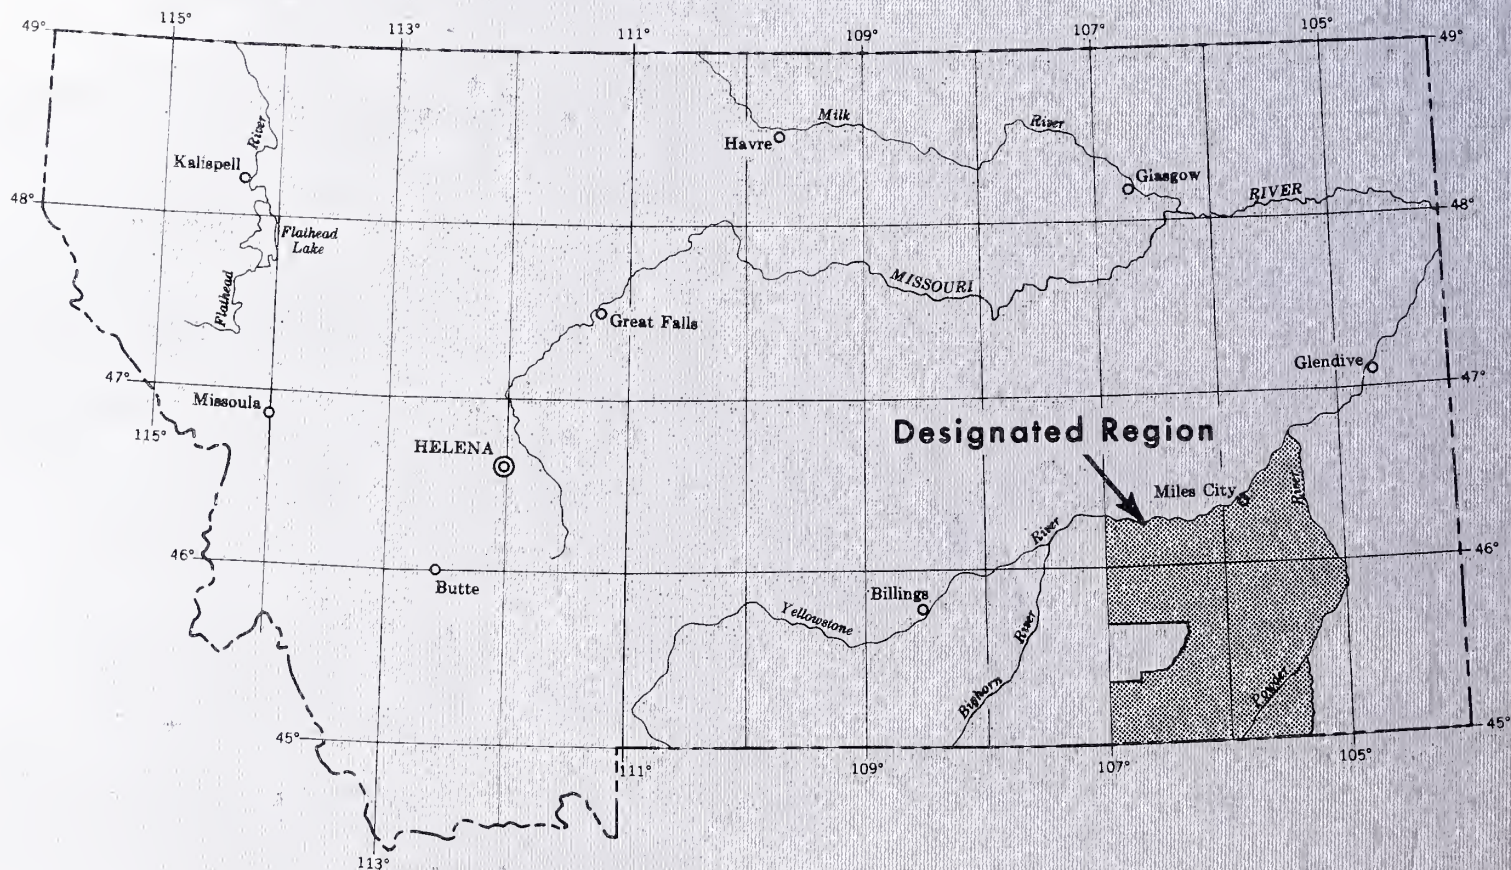 115°
113°
111°
109°
107°
105°
49°
49°
Milk
River
Havre
River
Kalispell
Glasgow
RIVER
48°
48°
Flathead
Lake
Flathead
MISSOURI
Great Falls
Glendive
47°
47°
Missoula
115°
Designated Region
HELENA
Miles City
River
River
46°
46°
Butte
Billings
Yellowstone
River
Bighorn
Powder
45°
45°
111°
109°
107°
105°
113°